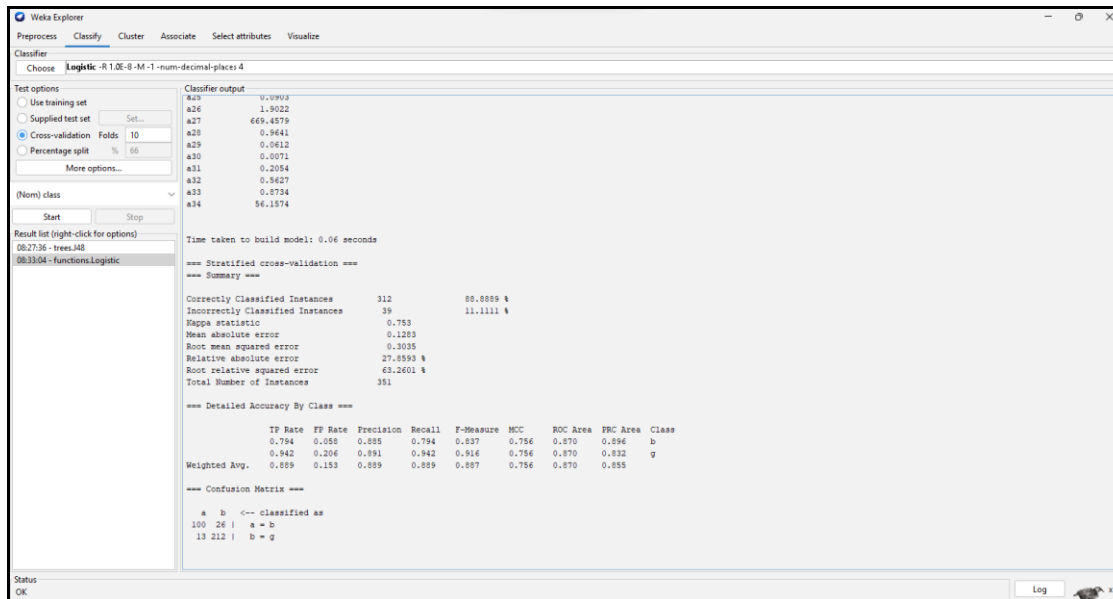 Weka Explorer
Preprocess Classify Cluster Associate Select attributes Visualize
Classifier
Choose Logistic -R 1.0E-8 -M -1 -num-decimal-places 4
Test options
Use training set
Supplied test set Set...
Cross-validation Folds 10
Percentage split % 66
More options...
(Nom) class
Start Stop
Result list (right-click for options)
08:27:36 - trees.J48
08:33:04 - functions.Logistic
Classifier output
a25 0.0903
a26 1.9022
a27 669.4579
a28 0.9641
a29 0.0612
a30 0.0071
a31 0.2054
a32 0.5627
a33 0.8734
a34 56.1574
Time taken to build model: 0.06 seconds
=== Stratified cross-validation ===
=== Summary ===
Correctly Classified Instances 312 88.8889 %
Incorrectly Classified Instances 39 11.1111 %
Kappa statistic 0.753
Mean absolute error 0.1283
Root mean squared error 0.3035
Relative absolute error 27.8593 %
Root relative squared error 63.2601 %
Total Number of Instances 351
=== Detailed Accuracy By Class ===
TP Rate FP Rate Precision Recall F-Measure MCC ROC Area PRC Area Class
0.794 0.058 0.885 0.794 0.837 0.756 0.870 0.896 b
0.942 0.206 0.891 0.942 0.916 0.756 0.870 0.832 g
Weighted Avg. 0.889 0.153 0.889 0.889 0.887 0.756 0.870 0.855
=== Confusion Matrix ===
a b <-- classified as
100 26 | a = b
13 212 | b = g
Status
OK
Log
x